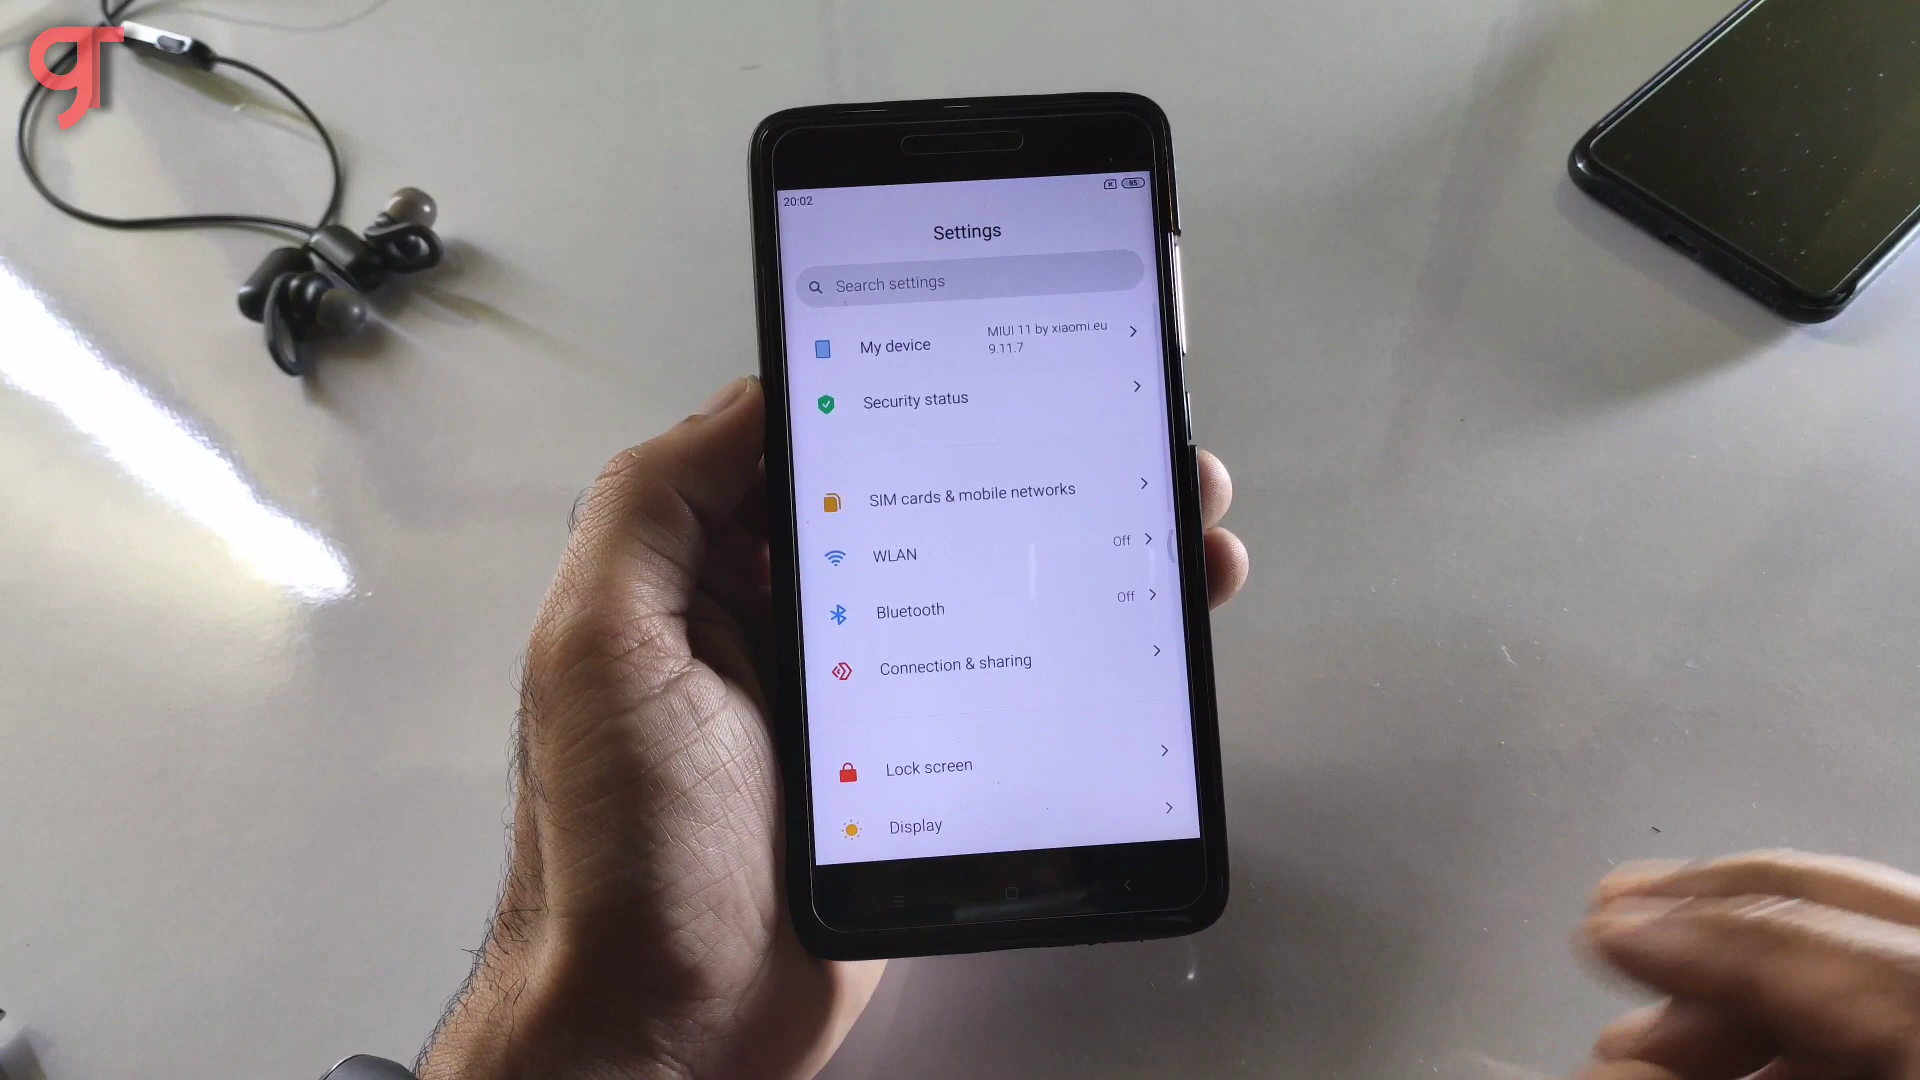 20:02
85
Settings
Search settings
My device
MIUI 11 by xiaomi.eu
9.11.7
Security status
SIM cards & mobile networks
WLAN
Off
Bluetooth
Off
Connection & sharing
Lock screen
Display